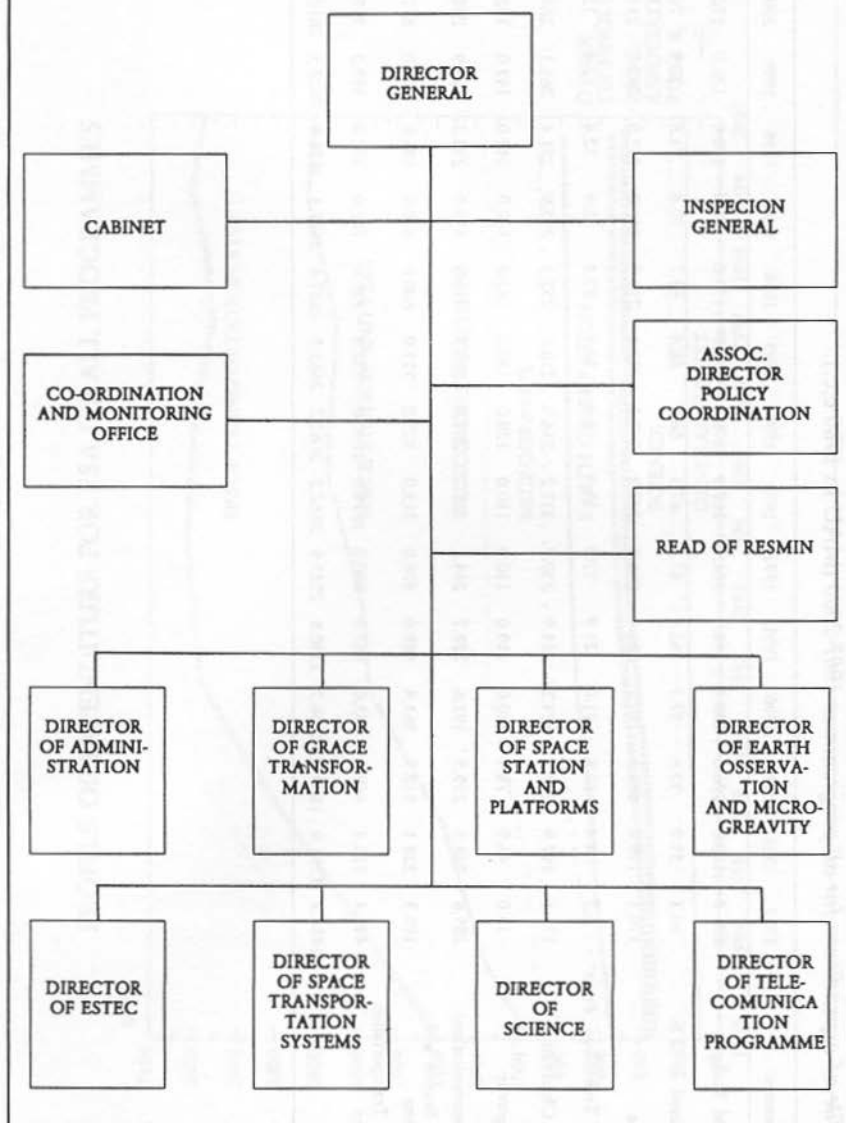 DIRECTOR
GENERAL
CABINET
INSPECION
GENERAL
CO-ORDINATION
AND MONITORING
OFFICE
ASSOC.
DIRECTOR
POLICY
COORDINATION
READ OF RESMIN
DIRECTOR
OF ADMINI-
STRATION
DIRECTOR
OF GRACE
TRANSFOR-
MATION
DIRECTOR
OF SPACE
STATION
AND
PLATFORMS
DIRECTOR
OF EARTH
OSSERVA-
TION
AND MICRO-
GREAVITY
DIRECTOR
OF ESTEC
DIRECTOR
OF SPACE
TRANSPOR-
TATION
SYSTEMS
DIRECTOR
OF
SCIENCE
DIRECTOR
OF TELE-
COMUNICA
TION
PROGRAMME